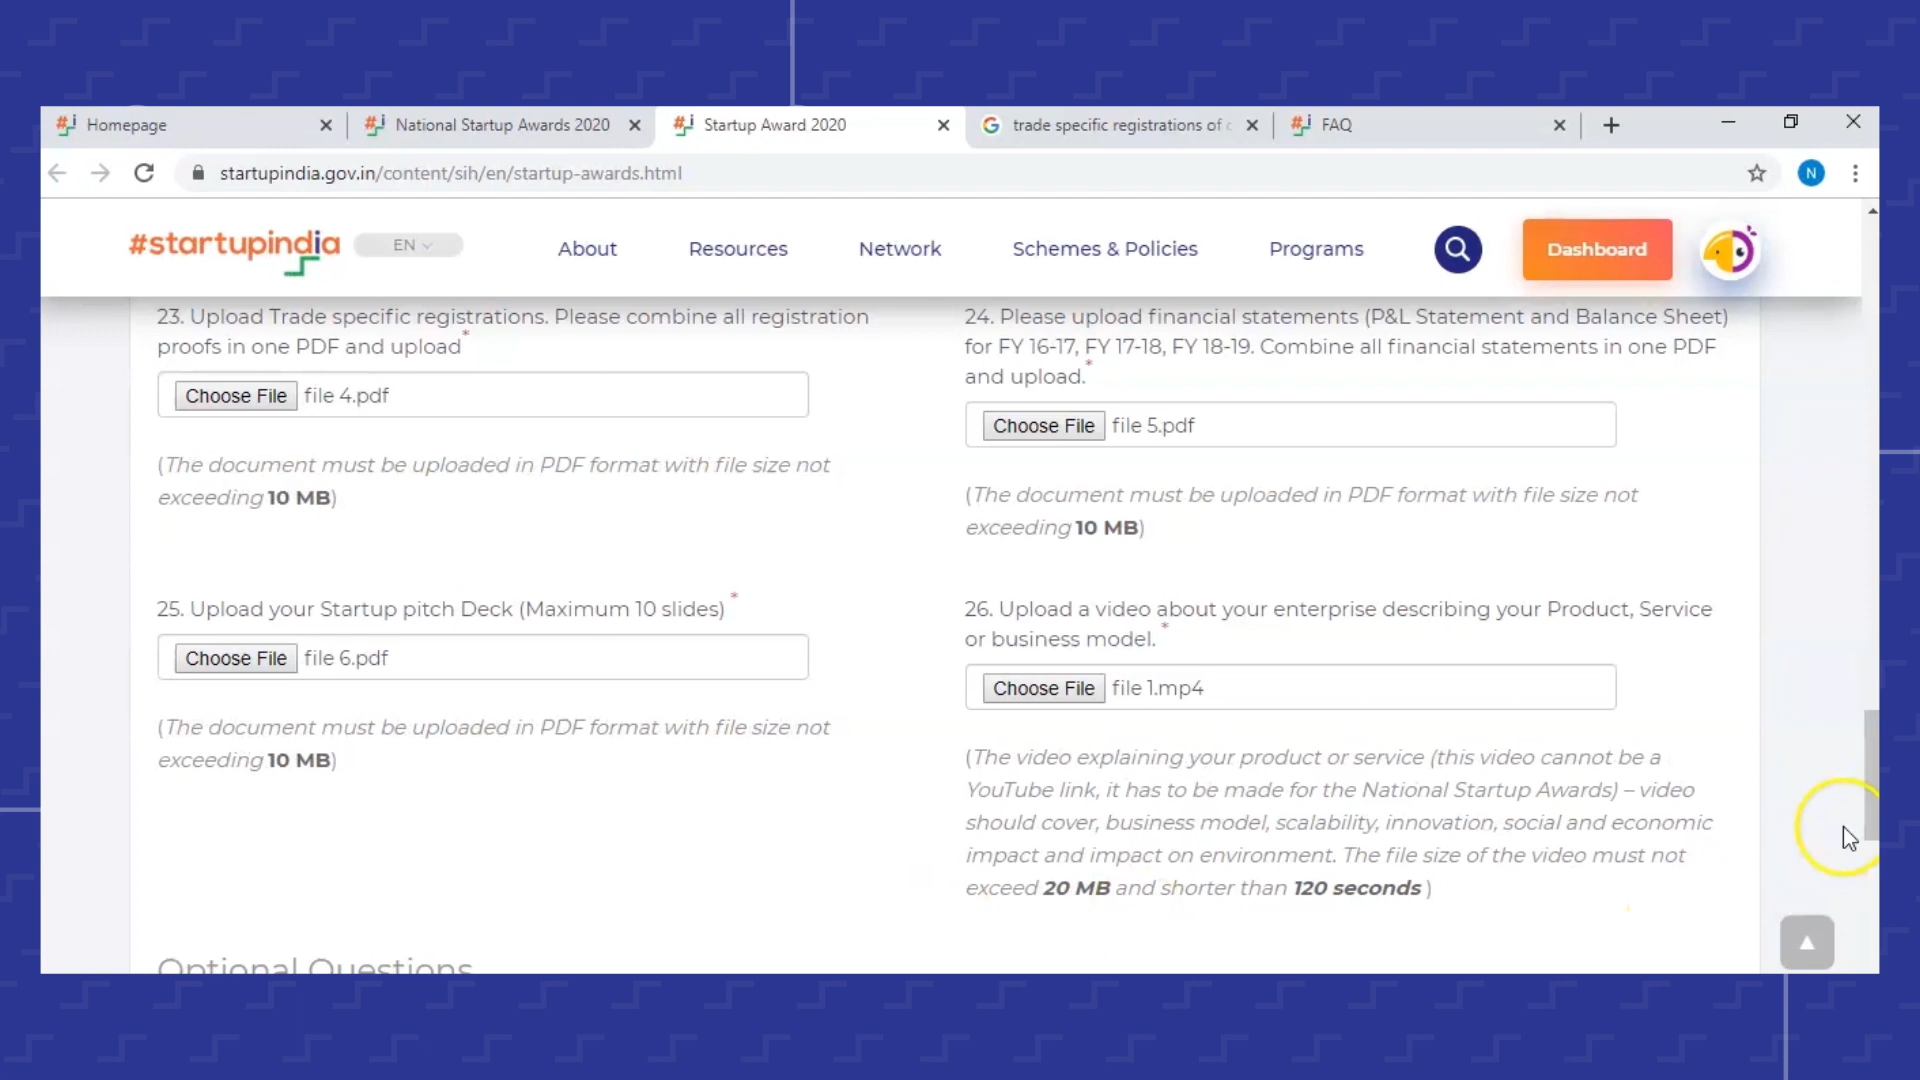 Homepage
National Startup Awards 2020
Startup Award 2020
trade specific registrations of c
FAQ
startupindia.gov.in/content/sih/en/startup-awards.html
N
#startupindia
EN
About
Resources
Network
Schemes & Policies
Programs
Dashboard
23. Upload Trade specific registrations. Please combine all registration
proofs in one PDF and upload*
Choose File file 4.pdf
(The document must be uploaded in PDF format with file size not
exceeding 10 MB)
24. Please upload financial statements (P&L Statement and Balance Sheet)
for FY 16-17, FY 17-18, FY 18-19. Combine all financial statements in one PDF
and upload.*
Choose File file 5.pdf
(The document must be uploaded in PDF format with file size not
exceeding 10 MB)
25. Upload your Startup pitch Deck (Maximum 10 slides) *
Choose File file 6.pdf
(The document must be uploaded in PDF format with file size not
exceeding 10 MB)
26. Upload a video about your enterprise describing your Product, Service
or business model. *
Choose File file 1.mp4
(The video explaining your product or service (this video cannot be a
YouTube link, it has to be made for the National Startup Awards) – video
should cover, business model, scalability, innovation, social and economic
impact and impact on environment. The file size of the video must not
exceed 20 MB and shorter than 120 seconds )
Optional Questions